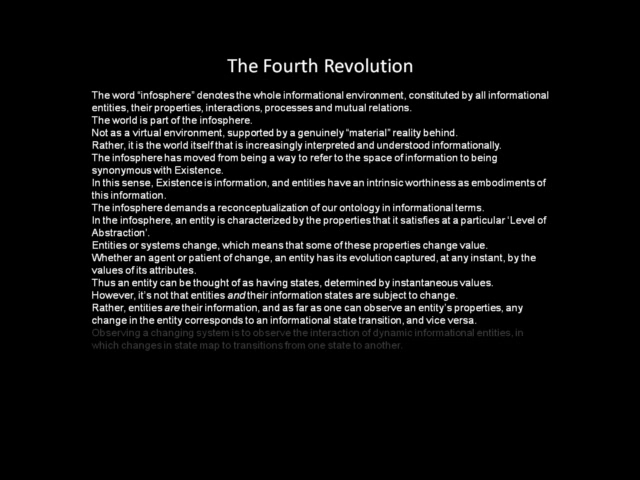 The Fourth Revolution
The word “infosphere” denotes the whole informational environment, constituted by all informational
entities, their properties, interactions, processes and mutual relations.
The world is part of the infosphere.
Not as a virtual environment, supported by a genuinely “material” reality behind.
Rather, it is the world itself that is increasingly interpreted and understood informationally.
The infosphere has moved from being a way to refer to the space of information to being
synonymous with Existence.
In this sense, Existence is information, and entities have an intrinsic worthiness as embodiments of
this information.
The infosphere demands a reconceptualization of our ontology in informational terms.
In the infosphere, an entity is characterized by the properties that it satisfies at a particular ‘Level of
Abstraction’.
Entities or systems change, which means that some of these properties change value.
Whether an agent or patient of change, an entity has its evolution captured, at any instant, by the
values of its attributes.
Thus an entity can be thought of as having states, determined by instantaneous values.
However, it’s not that entities and their information states are subject to change.
Rather, entities are their information, and as far as one can observe an entity’s properties, any
change in the entity corresponds to an informational state transition, and vice versa.
Observing a changing system is to observe the interaction of dynamic informational entities, in
which changes in state map to transitions from one state to another.